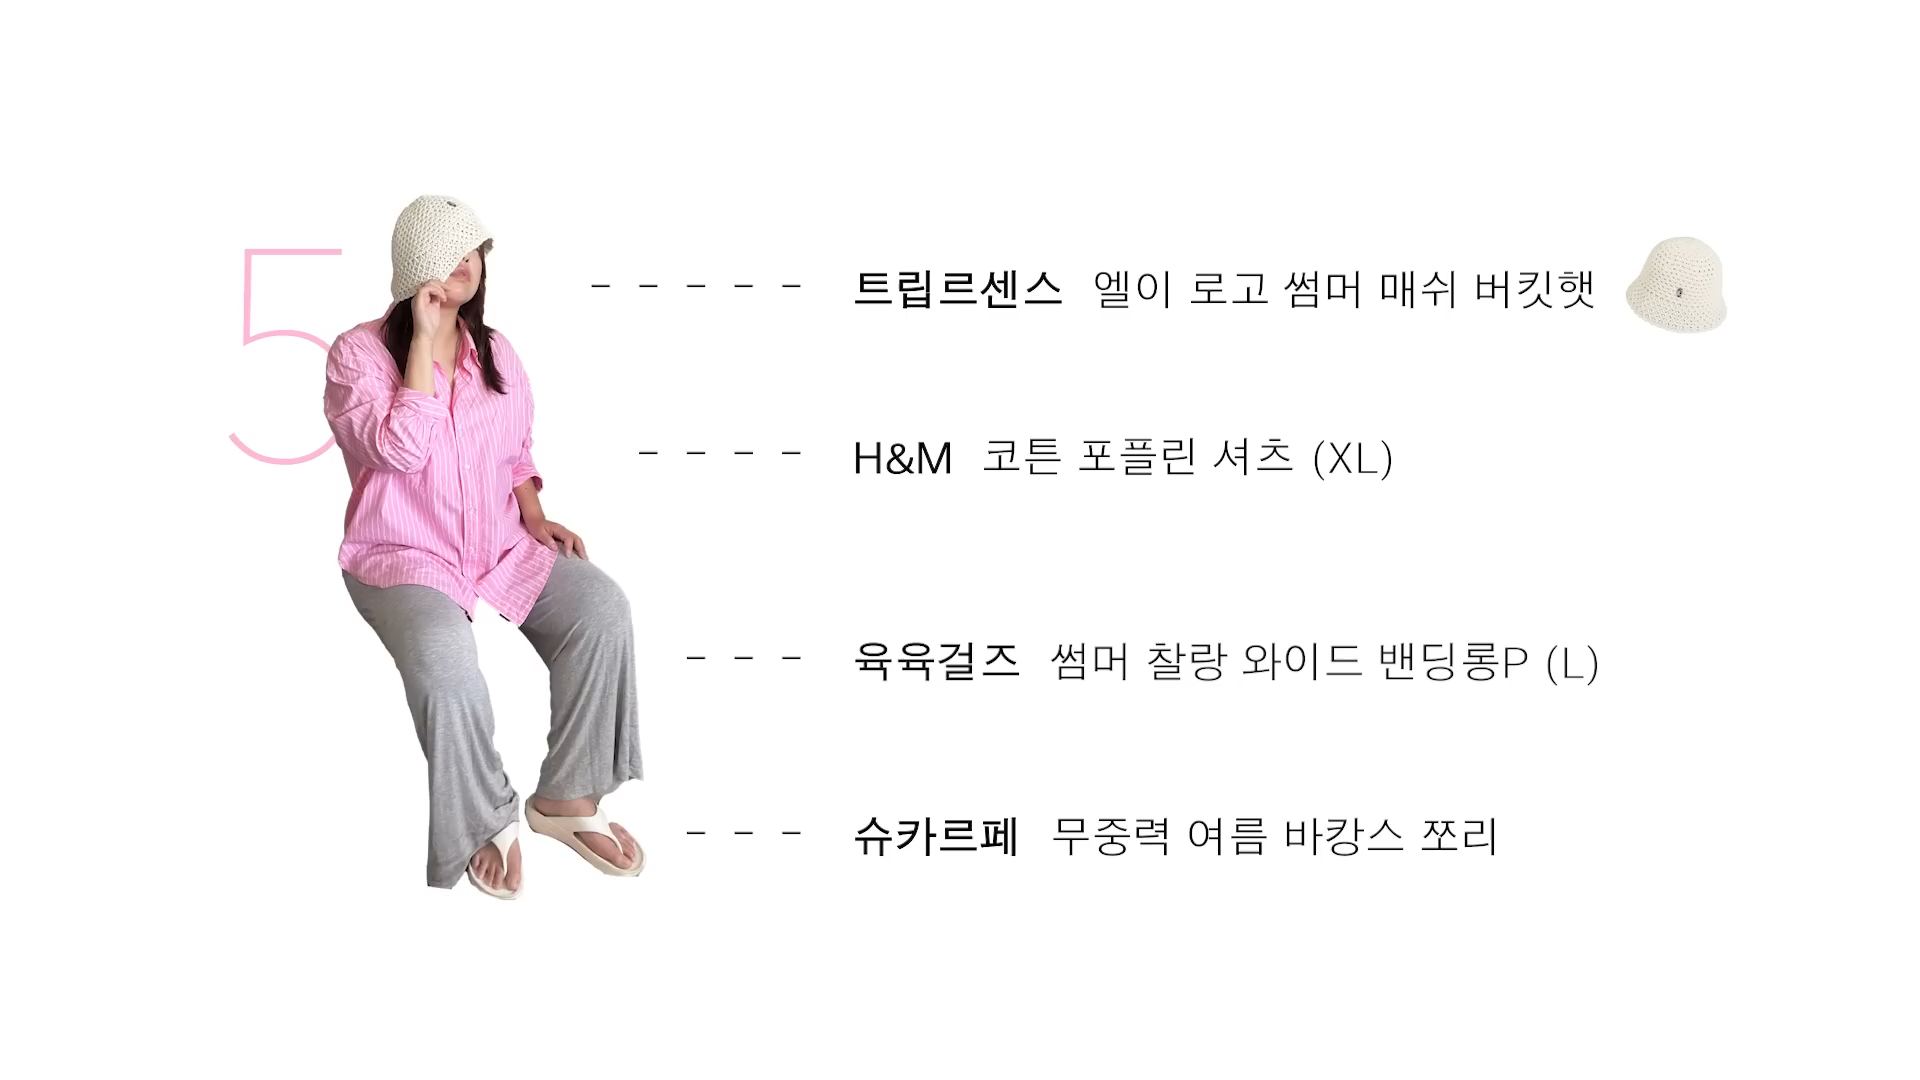 5
트립르센스 엘이 로고 썸머 매쉬 버킷햇
H&M 코튼 포플린 셔츠 (XL)
육육걸즈 썸머 찰랑 와이드 밴딩롱P (L)
슈카르페 무중력 여름 바캉스 쪼리